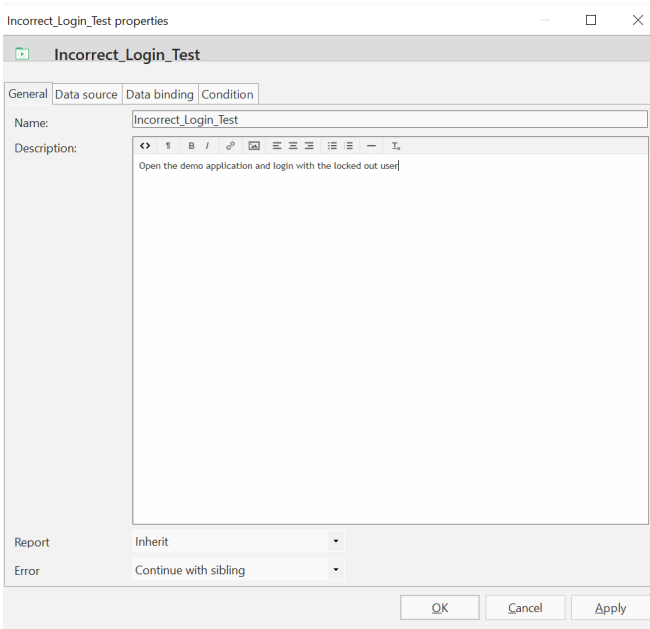 Incorrect_Login_Test properties
Incorrect_Login_Test
General Data source Data binding Condition
Name: Incorrect_Login_Test
Description:
B I
Open the demo application and login with the locked out user
Report Inherit
Error Continue with sibling
OK Cancel Apply